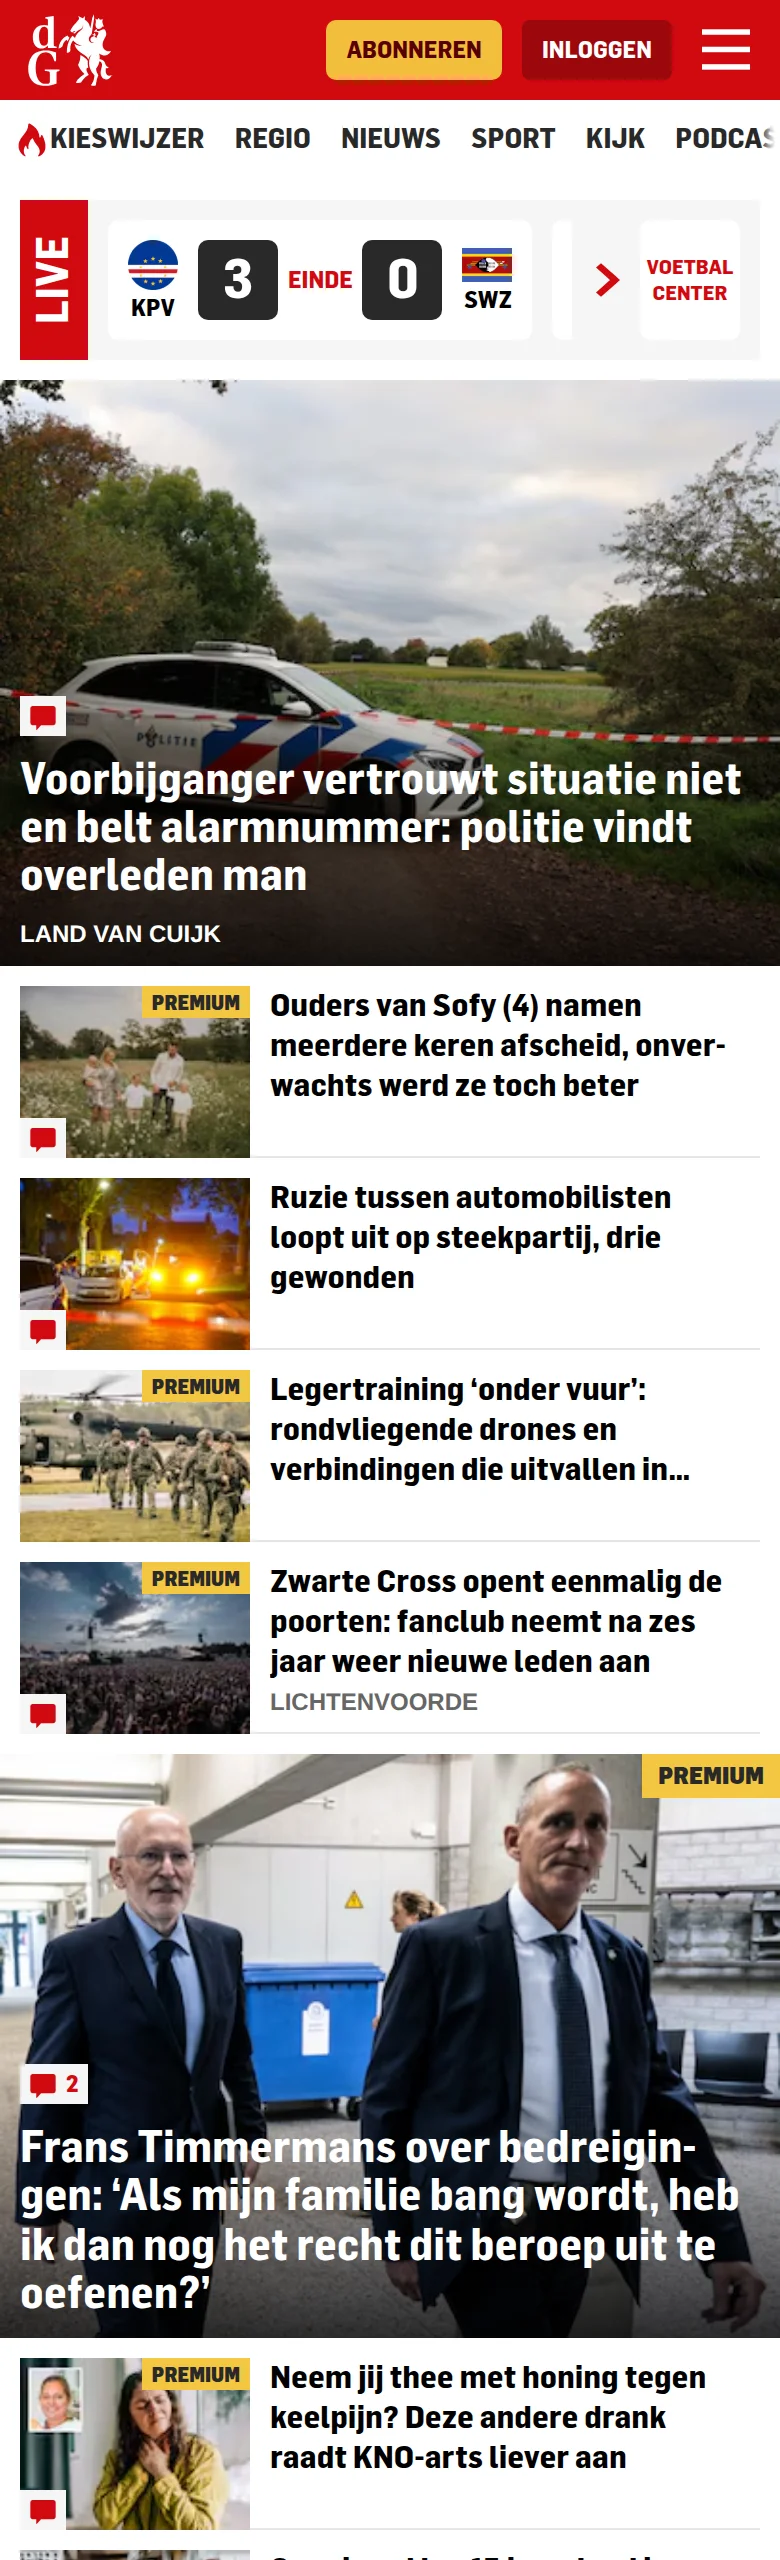 dG
ABONNEREN
INLOGGEN
KIESWIJZER REGIO NIEUWS SPORT KIJK PODCAS
LIVE
KPV
3
EINDE
0
SWZ
VOETBAL
CENTER
POLITIE
Voorbijganger vertrouwt situatie niet
en belt alarmnummer: politie vindt
overleden man
LAND VAN CUIJK
PREMIUM
Ouders van Sofy (4) namen
meerdere keren afscheid, onver-
wachts werd ze toch beter
Ruzie tussen automobilisten
loopt uit op steekpartij, drie
gewonden
PREMIUM
Legertraining ‘onder vuur’:
rondvliegende drones en
verbindingen die uitvallen in...
PREMIUM
Zwarte Cross opent eenmalig de
poorten: fanclub neemt na zes
jaar weer nieuwe leden aan
LICHTENVOORDE
PREMIUM
2
Frans Timmermans over bedreigin-
gen: ‘Als mijn familie bang wordt, heb
ik dan nog het recht dit beroep uit te
oefenen?’
PREMIUM
Neem jij thee met honing tegen
keelpijn? Deze andere drank
raadt KNO-arts liever aan